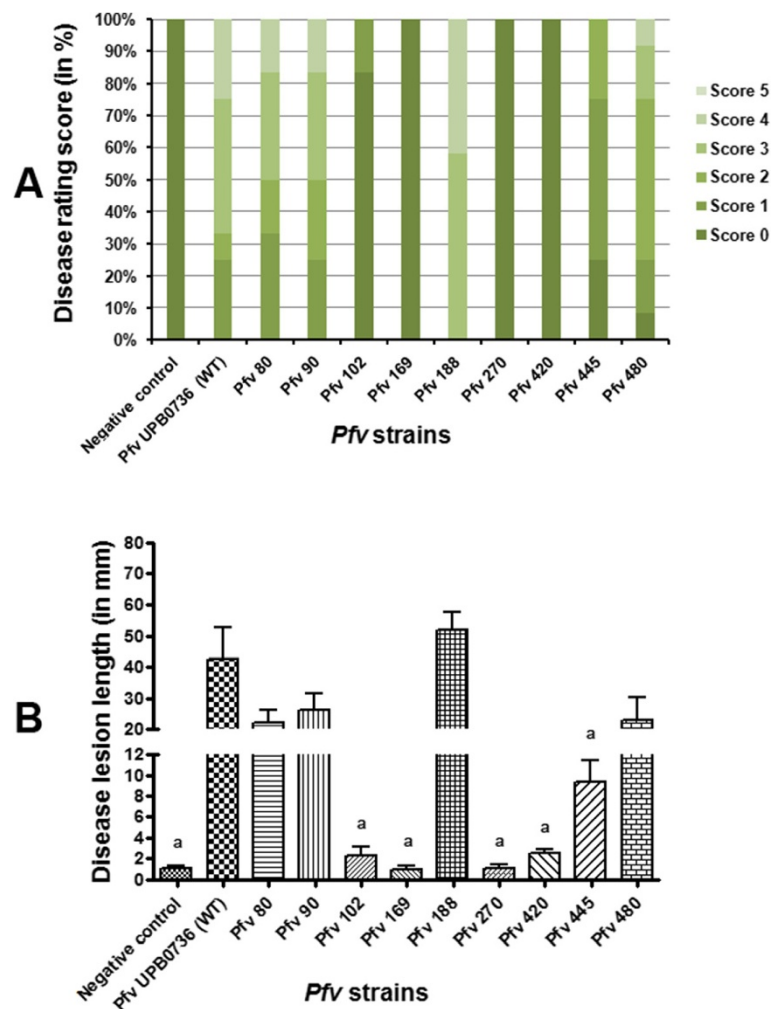 A
Disease rating score (in %)
100%
90%
80%
70%
60%
50%
40%
30%
20%
10%
0%
Score 5
Score 4
Score 3
Score 2
Score 1
Score 0
Negative control
Pfv UPB0736 (WT)
Pfv 80
Pfv 90
Pfv 102
Pfv 169
Pfv 188
Pfv 270
Pfv 420
Pfv 445
Pfv 480
Pfv strains
B
Disease lesion length (in mm)
80
70
60
50
40
30
20
12
10
8
6
4
2
0
a
a
a
a
a
a
Negative control
Pfv UPB0736 (WT)
Pfv 80
Pfv 90
Pfv 102
Pfv 169
Pfv 188
Pfv 270
Pfv 420
Pfv 445
Pfv 480
Pfv strains